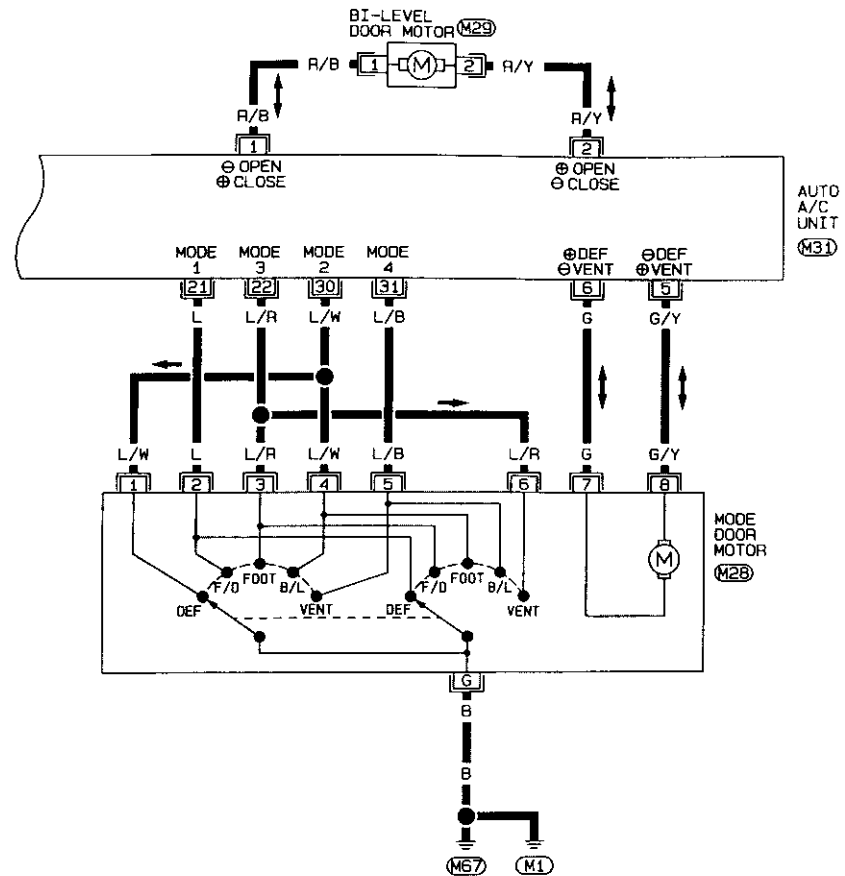 BI-LEVEL
DOOR MOTOR M29
R/B 1 M 2 R/Y
R/B R/Y
1 2
⊖ OPEN ⊕ OPEN
⊕ CLOSE ⊖ CLOSE
AUTO
A/C
UNIT
M31
MODE MODE MODE MODE ⊕DEF ⊖DEF
1 3 2 4 ⊖VENT ⊕VENT
21 22 30 31 6 5
L L/R L/W L/B G G/Y
L/W L L/R L/W L/B L/R G G/Y
1 2 3 4 5 6 7 8
MODE
DOOR
MOTOR
M28
M
F/D FOOT B/L F/D FOOT B/L
DEF VENT DEF VENT
G
B
B
M67 M1